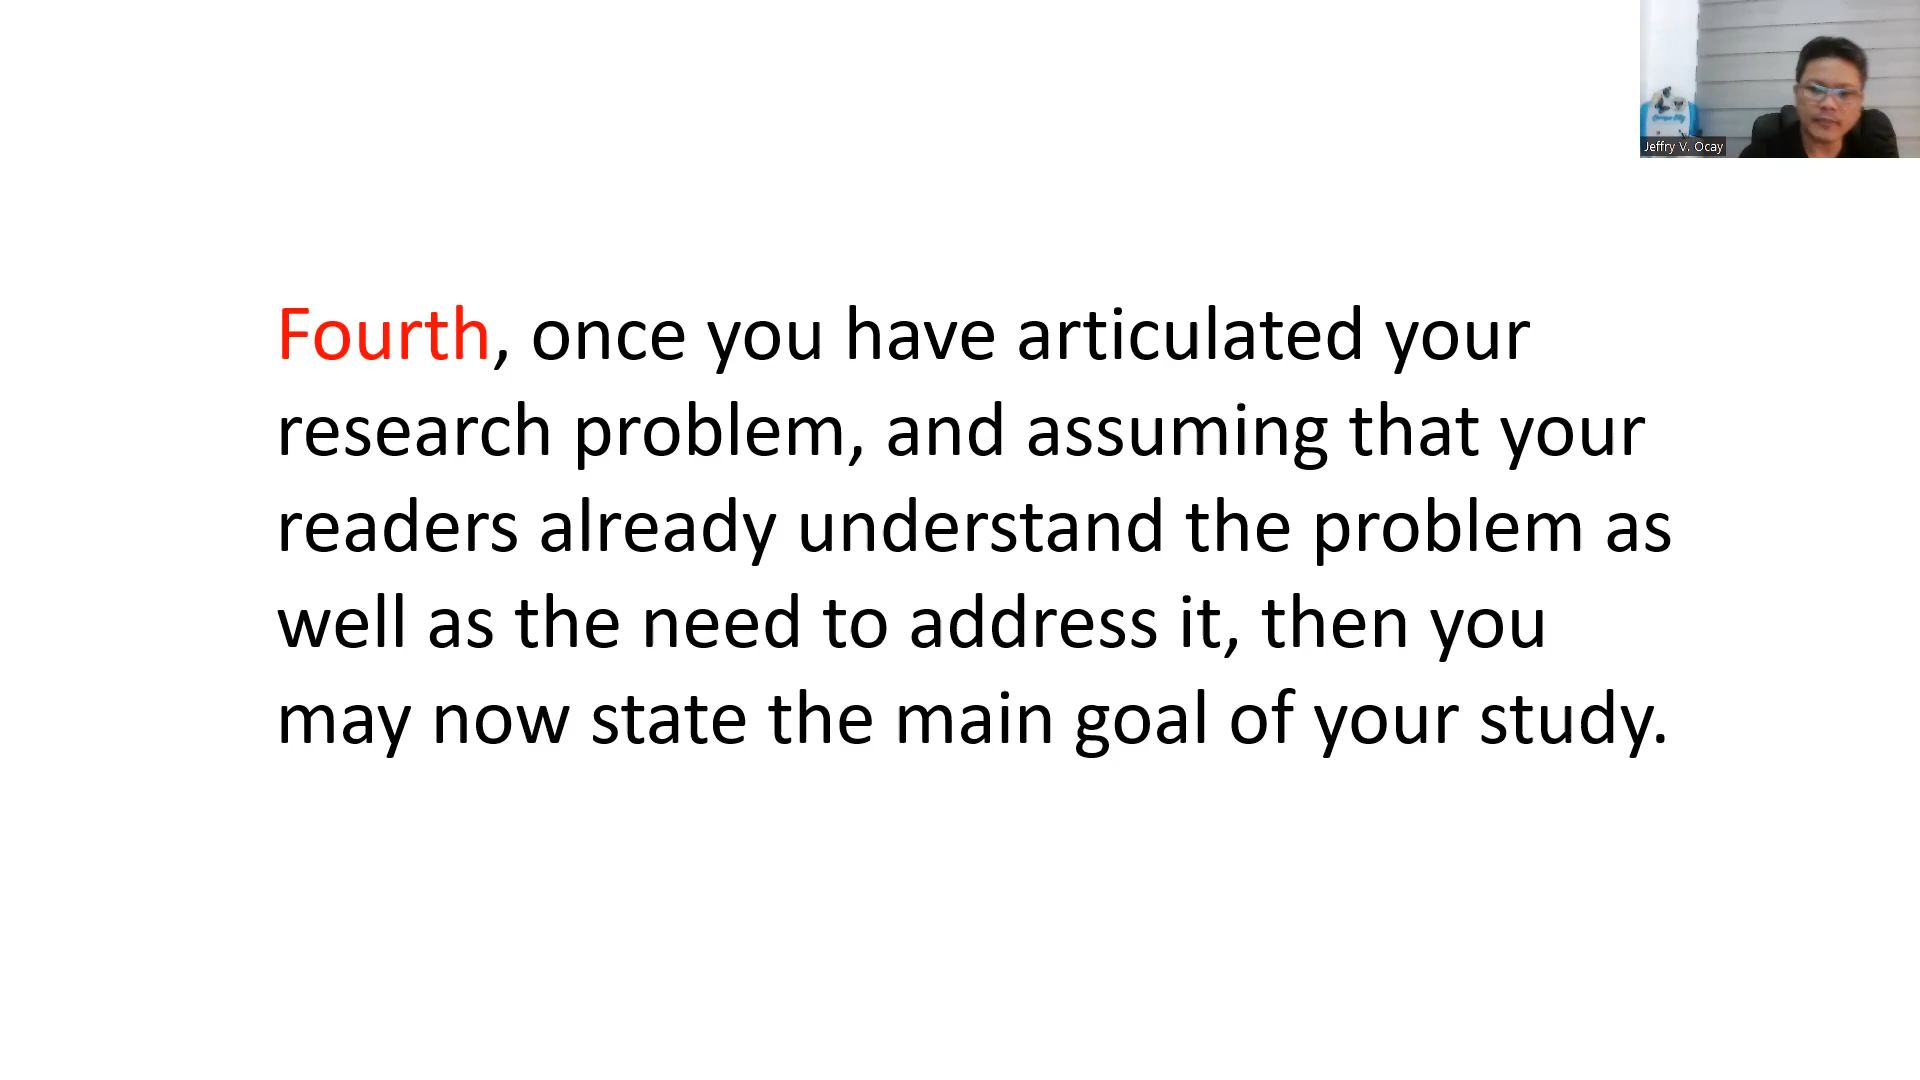 Jeffry V. Ocay
Fourth, once you have articulated your
research problem, and assuming that your
readers already understand the problem as
well as the need to address it, then you
may now state the main goal of your study.